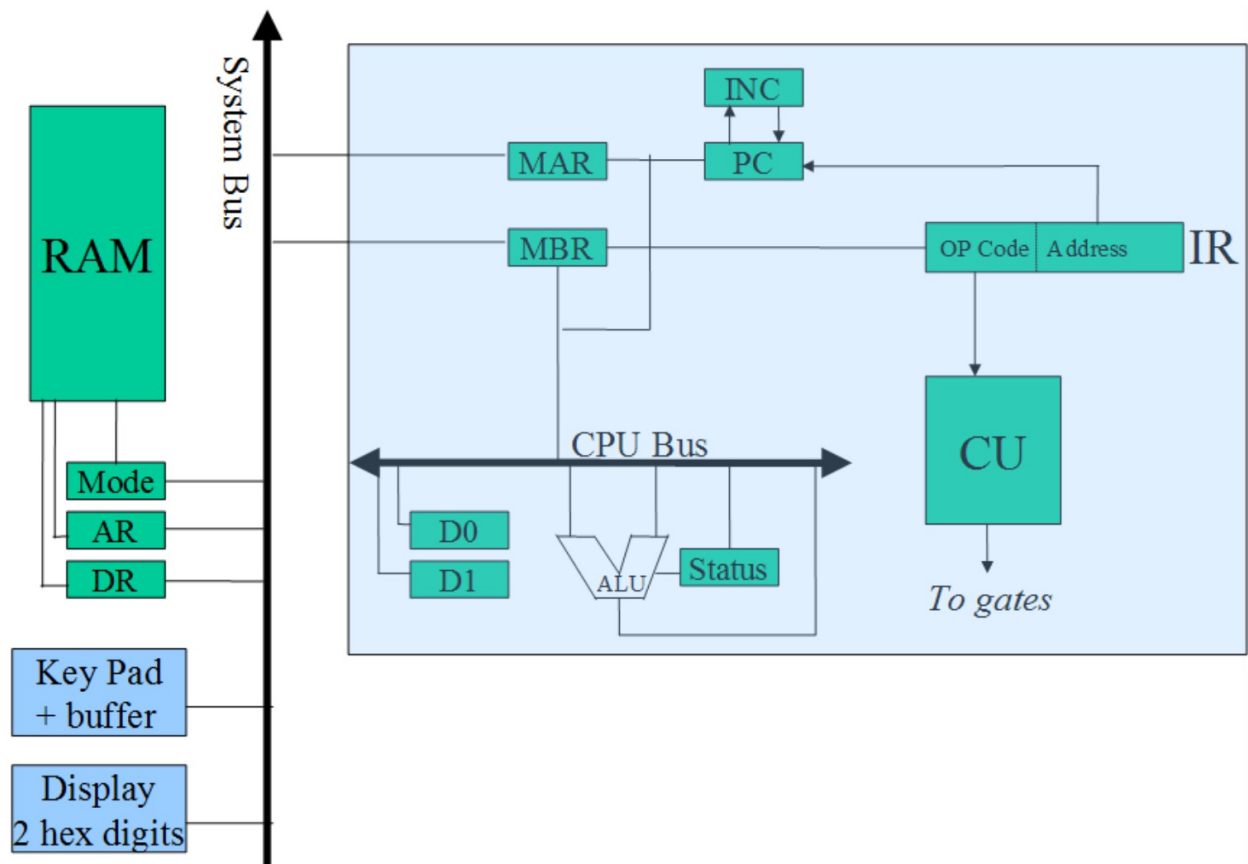 System Bus
RAM
Mode
AR
DR
Key Pad
+ buffer
Display
2 hex digits
INC
MAR
PC
MBR
OP Code
Address
IR
CPU Bus
CU
D0
D1
ALU
Status
To gates